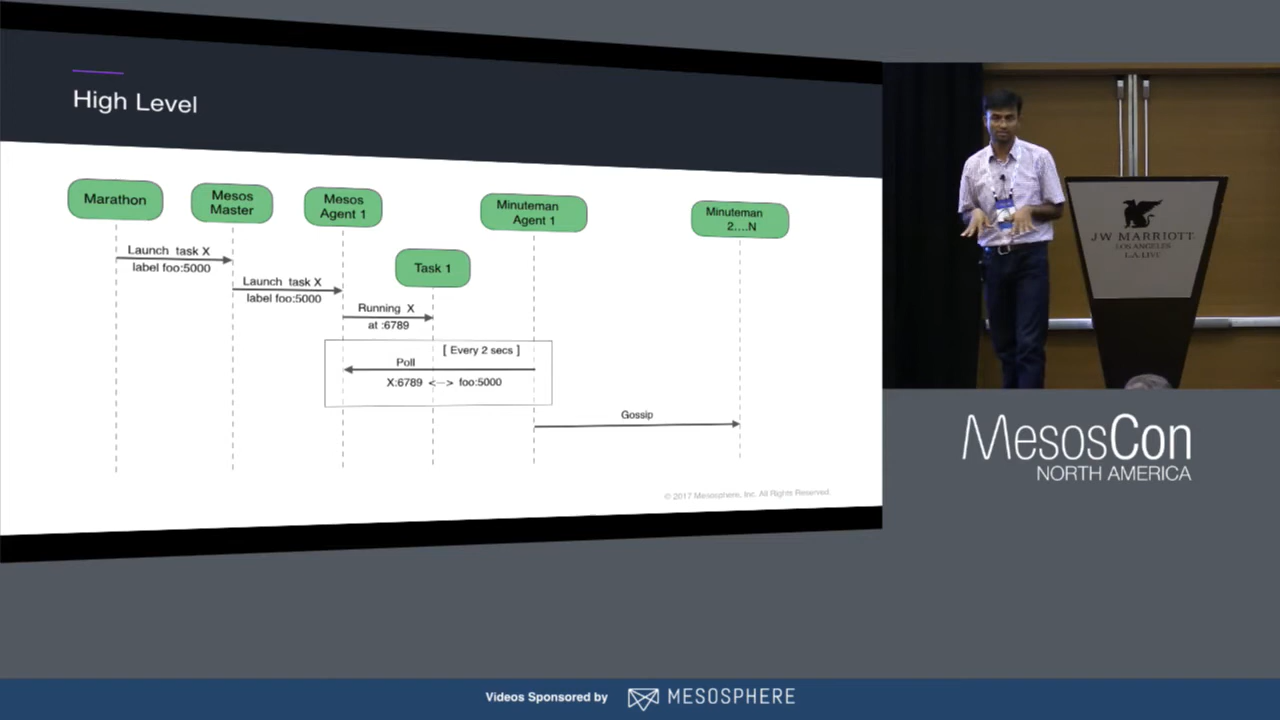 High Level
Marathon
Mesos
Master
Mesos
Agent 1
Minuteman
Agent 1
Minuteman
2....N
Task 1
Launch task X
label foo:5000
Launch task X
label foo:5000
Running X
at :6789
[ Every 2 secs ]
Poll
X:6789 <--> foo:5000
Gossip
© 2017 Mesosphere, Inc. All Rights Reserved.
JW MARRIOTT
LOS ANGELES
L.A. LIVE
MesosCon
NORTH AMERICA
Videos Sponsored by
MESOSPHERE